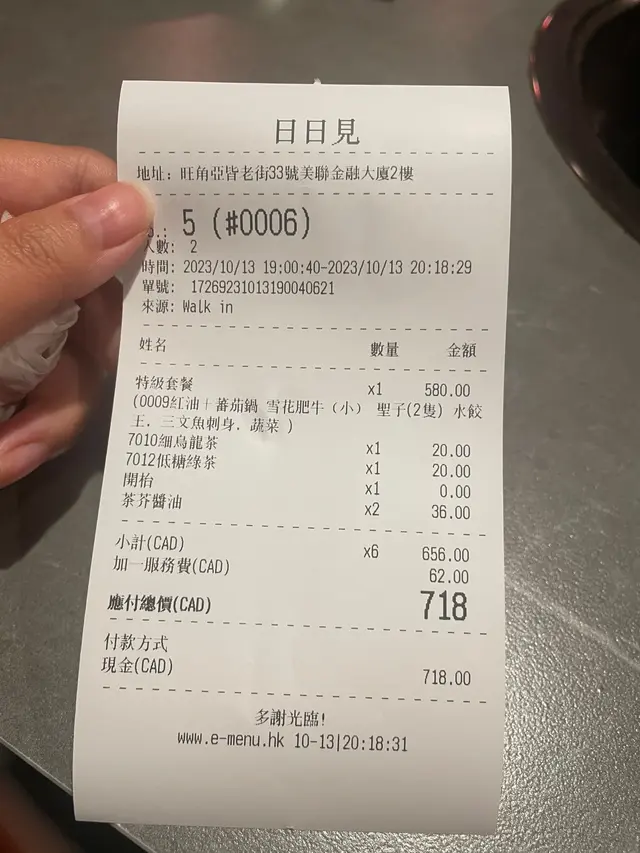 日日見
地址: 旺角亞皆老街33號美聯金融大廈2樓
5 (#0006)
人數: 2
時間: 2023/10/13 19:00:40-2023/10/13 20:18:29
單號: 17269231013190040621
來源: Walk in
姓名 數量 金額
特級套餐 x1 580.00
(0009紅油+蕃茄鍋 雪花肥牛(小) 聖子(2隻) 水餃
王. 三文魚刺身. 蔬菜 )
7010細烏龍茶 x1 20.00
7012低糖綠茶 x1 20.00
開枱 x1 0.00
茶芥醬油 x2 36.00
小計(CAD) x6 656.00
加一服務費(CAD) 62.00
應付總價(CAD) 718
付款方式
現金(CAD) 718.00
多謝光臨!
www.e-menu.hk 10-13|20:18:31